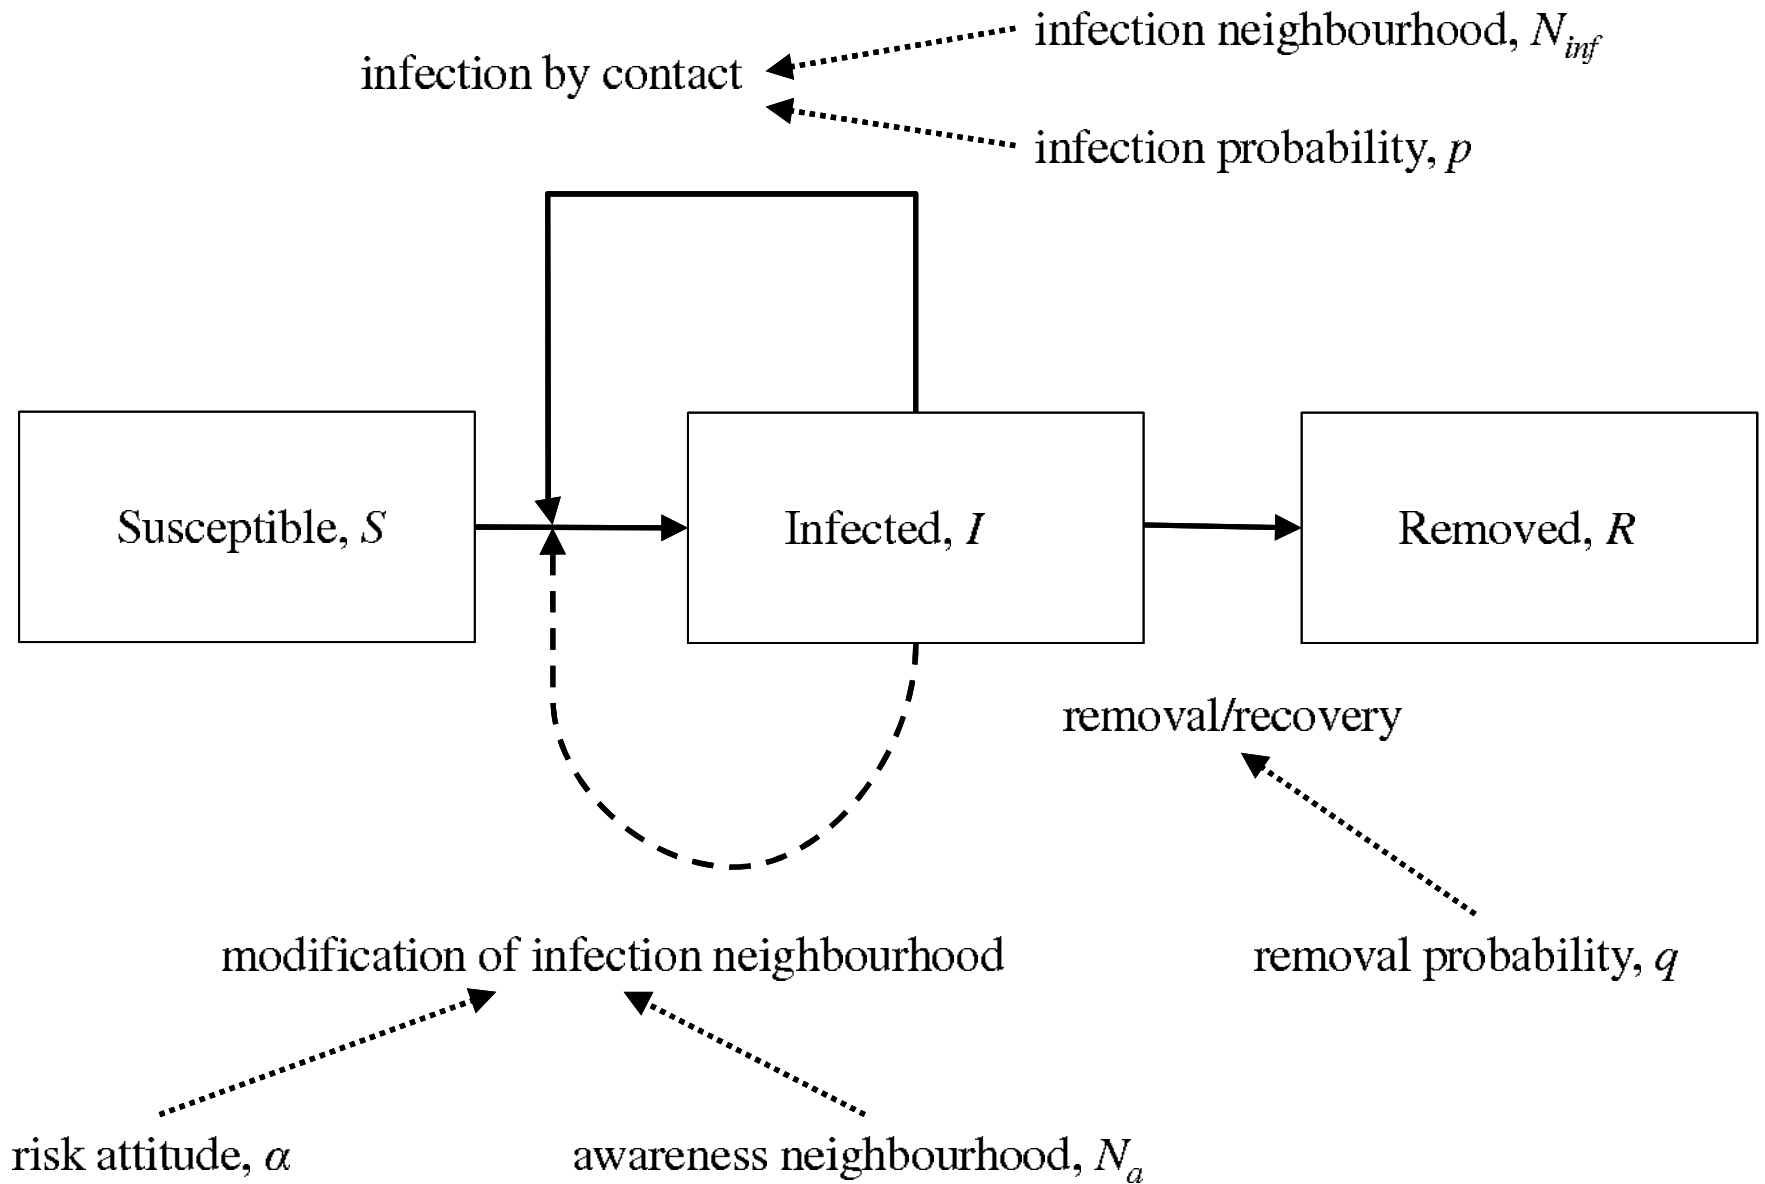 infection neighbourhood, N_inf
infection by contact
infection probability, p
Susceptible, S
Infected, I
Removed, R
removal/recovery
modification of infection neighbourhood
removal probability, q
risk attitude, α
awareness neighbourhood, N_a